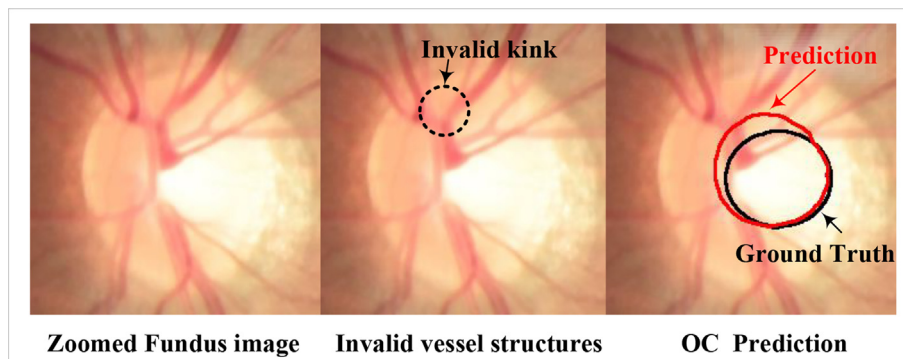 Invalid kink
Prediction
Ground Truth
Zoomed Fundus image
Invalid vessel structures
OC Prediction